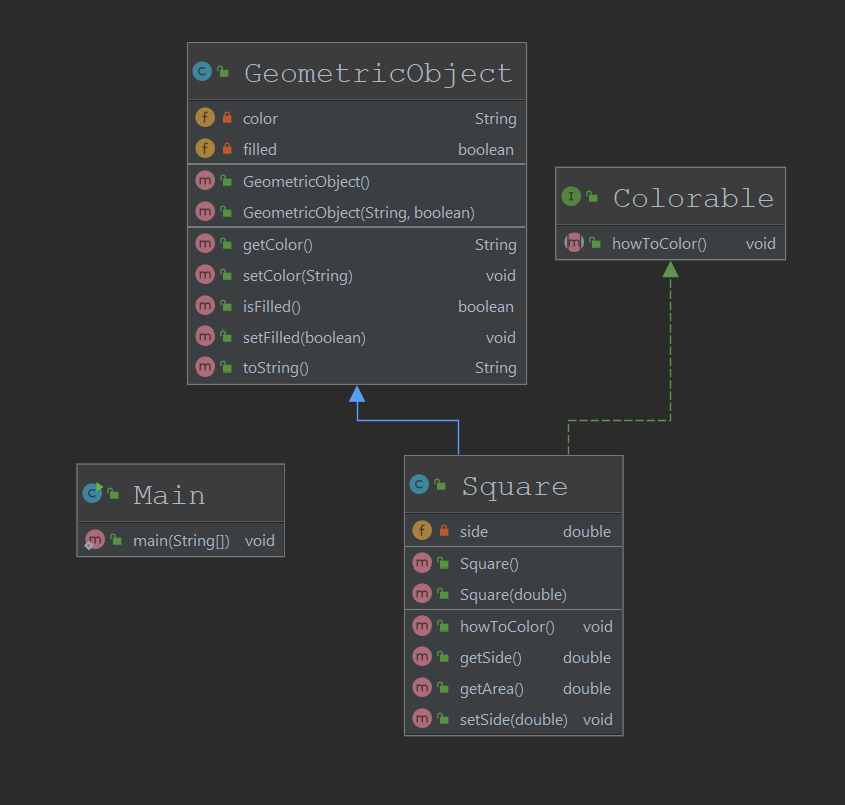 GeometricObject
color String
filled boolean
GeometricObject()
GeometricObject(String, boolean)
getColor() String
setColor(String) void
isFilled() boolean
setFilled(boolean) void
toString() String
Colorable
howToColor() void
Main
main(String[]) void
Square
side double
Square()
Square(double)
howToColor() void
getSide() double
getArea() double
setSide(double) void